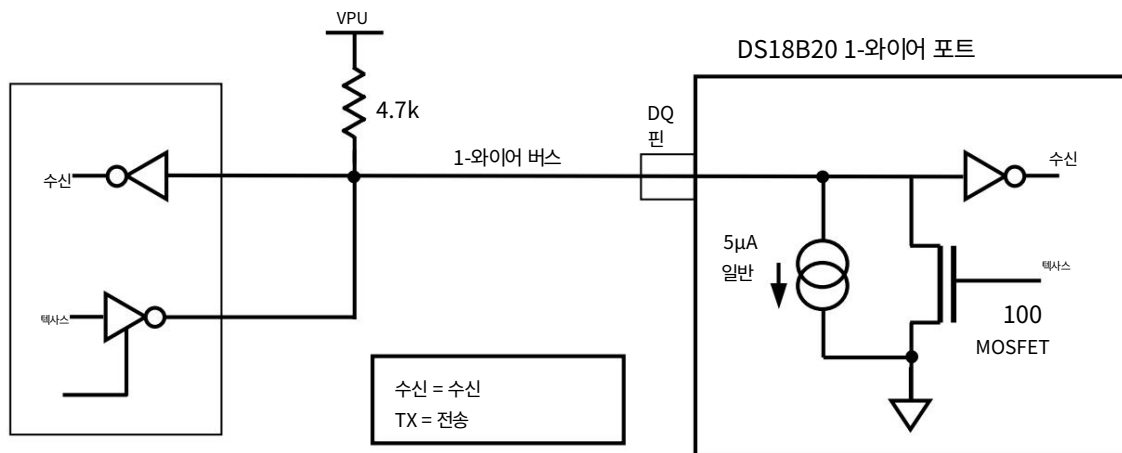 VPU
DS18B20 1-와이어 포트
4.7k
DQ
핀
1-와이어 버스
수신
수신
5µA
일반
텍사스
텍사스
100
MOSFET
수신 = 수신
TX = 전송